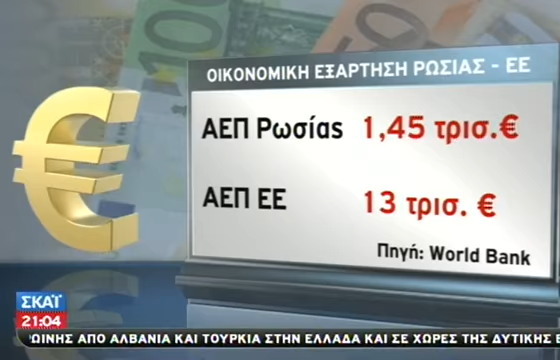 ΟΙΚΟΝΟΜΙΚΗ ΕΞΑΡΤΗΣΗ ΡΩΣΙΑΣ - ΕΕ
ΑΕΠ Ρωσίας 1,45 τρισ.€
ΑΕΠ ΕΕ 13 τρισ. €
Πηγή: World Bank
ΣΚΑΪ
21:04
ΩΙΝΗΣ ΑΠΟ ΑΛΒΑΝΙΑ ΚΑΙ ΤΟΥΡΚΙΑ ΣΤΗΝ ΕΛΛΑΔΑ ΚΑΙ ΣΕ ΧΩΡΕΣ ΤΗΣ ΔΥΤΙΚΗΣ